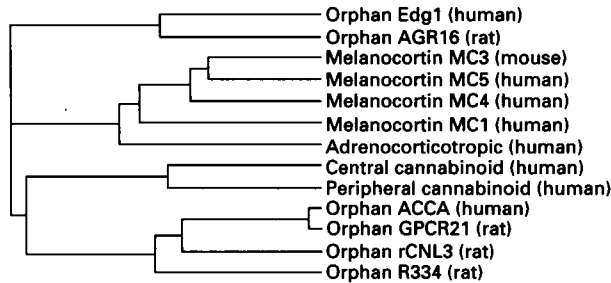 Orphan Edg1 (human)
Orphan AGR16 (rat)
Melanocortin MC3 (mouse)
Melanocortin MC5 (human)
Melanocortin MC4 (human)
Melanocortin MC1 (human)
Adrenocorticotropic (human)
Central cannabinoid (human)
Peripheral cannabinoid (human)
Orphan ACCA (human)
Orphan GPCR21 (rat)
Orphan rCNL3 (rat)
Orphan R334 (rat)